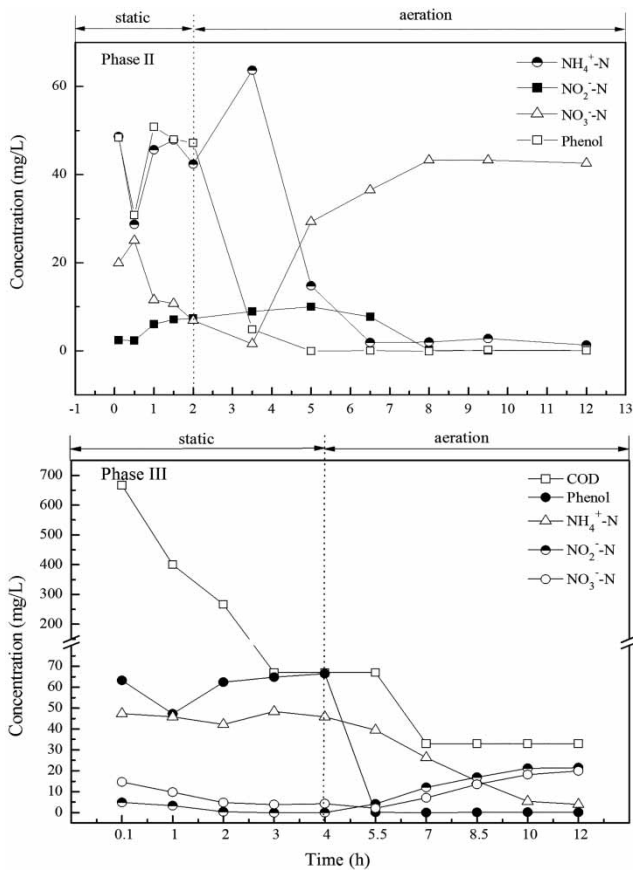 static
aeration
Phase II
NH₄⁺-N
NO₂⁻-N
NO₃⁻-N
Phenol
60
40
20
0
Concentration (mg/L)
-1 0 1 2 3 4 5 6 7 8 9 10 11 12 13
static
aeration
Phase III
COD
Phenol
NH₄⁺-N
NO₂⁻-N
NO₃⁻-N
700
600
500
400
300
200
70
60
50
40
30
20
10
0
Concentration (mg/L)
0.1 1 2 3 4 5.5 7 8.5 10 12
Time (h)